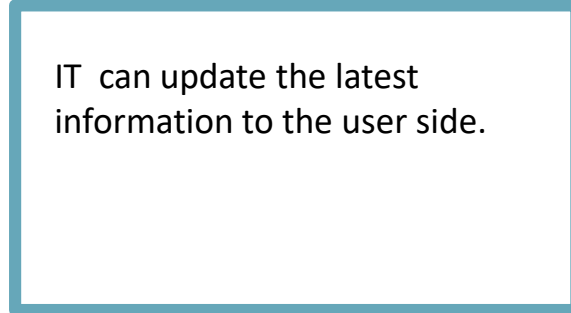 IT can update the latest
information to the user side.